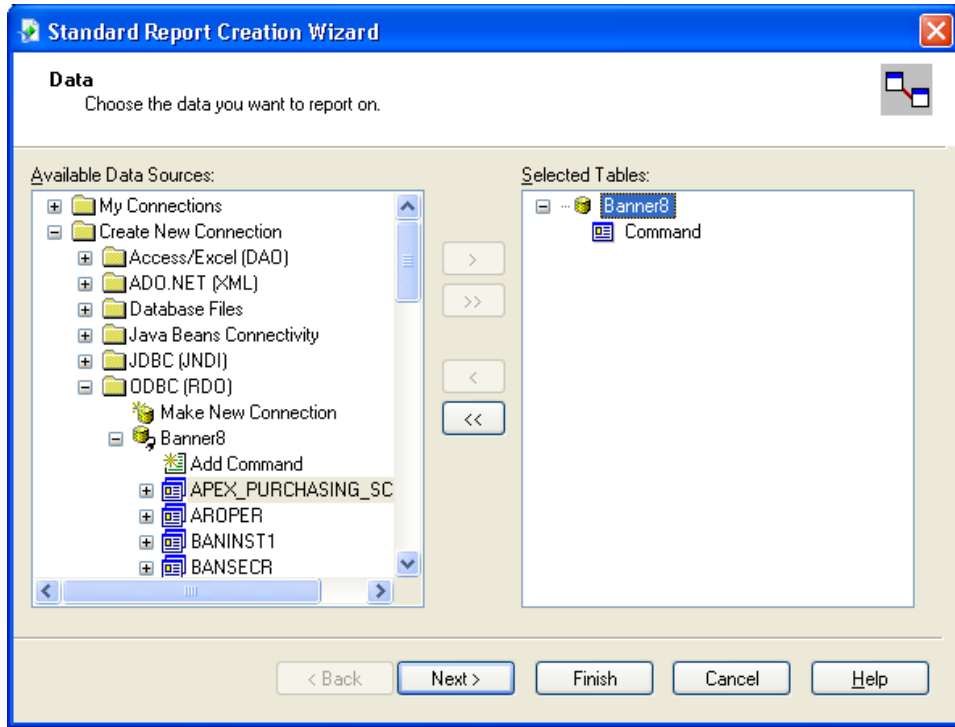 Standard Report Creation Wizard
Data
Choose the data you want to report on.
Available Data Sources:
My Connections
Create New Connection
Access/Excel (DAO)
ADO.NET (XML)
Database Files
Java Beans Connectivity
JDBC (JNDI)
ODBC (RDO)
Make New Connection
Banner8
Add Command
APEX_PURCHASING_SC
AROPER
BANINST1
BANSECR
>
>>
<
<<
Selected Tables:
Banner8
Command
< Back
Next >
Finish
Cancel
Help